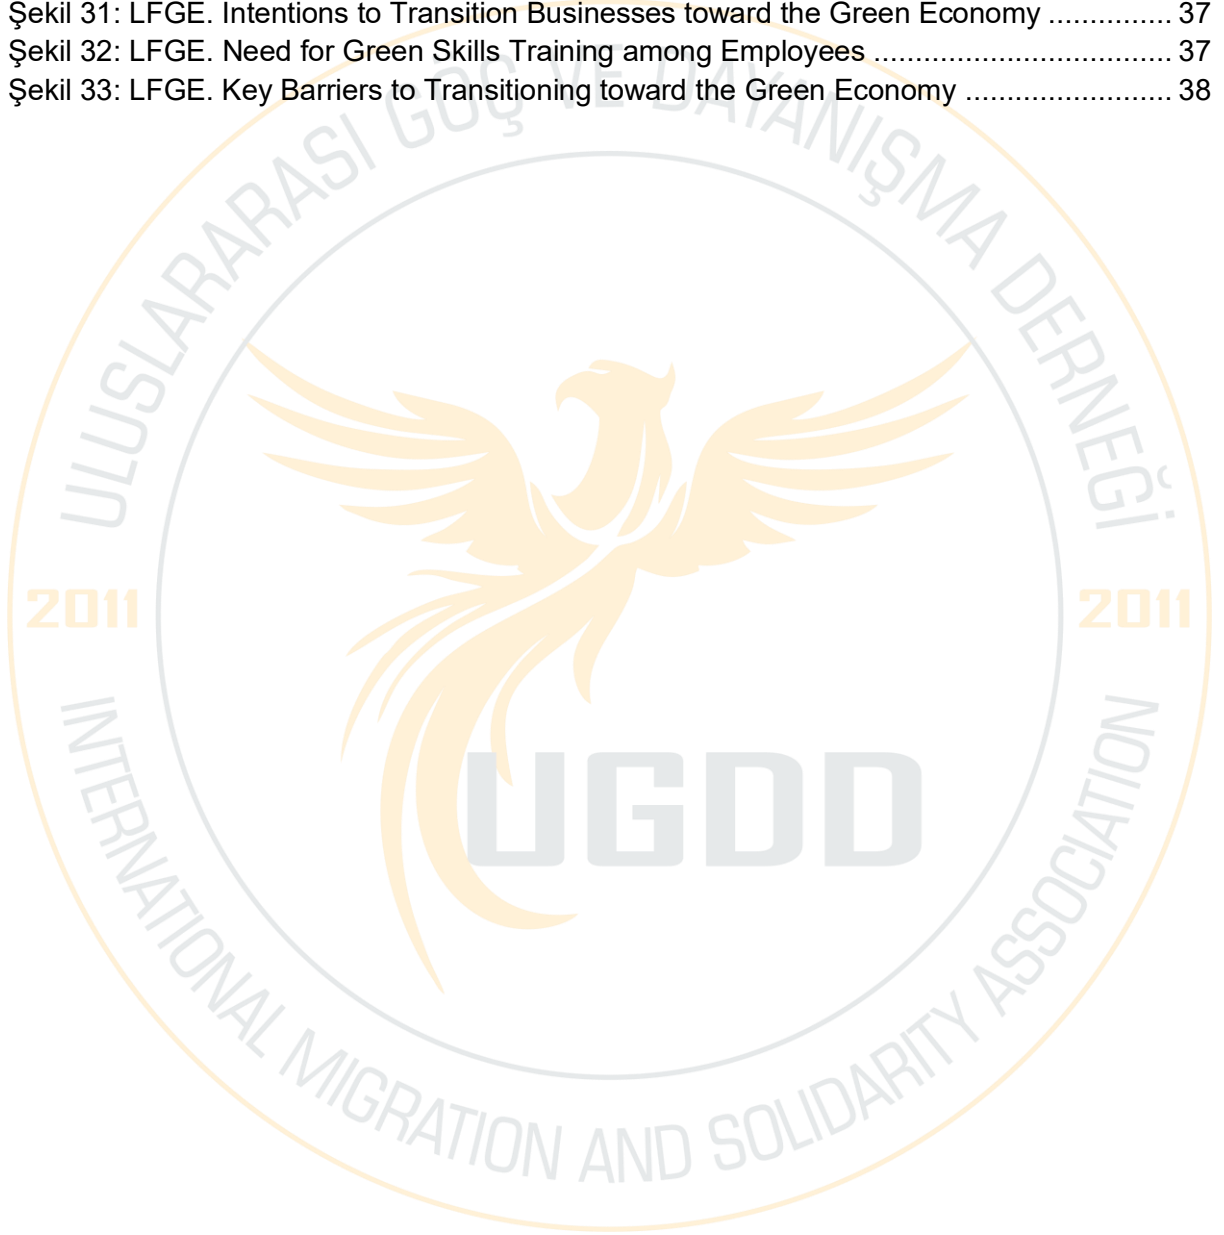 Şekil 31: LFGE. Intentions to Transition Businesses toward the Green Economy ............... 37
Şekil 32: LFGE. Need for Green Skills Training among Employees .................................... 37
Şekil 33: LFGE. Key Barriers to Transitioning toward the Green Economy ......................... 38
ULUSLARARASI GÖÇ VE DAYANIŞMA DERNEĞİ
2011
2011
UGDD
INTERNATIONAL MIGRATION AND SOLIDARITY ASSOCIATION